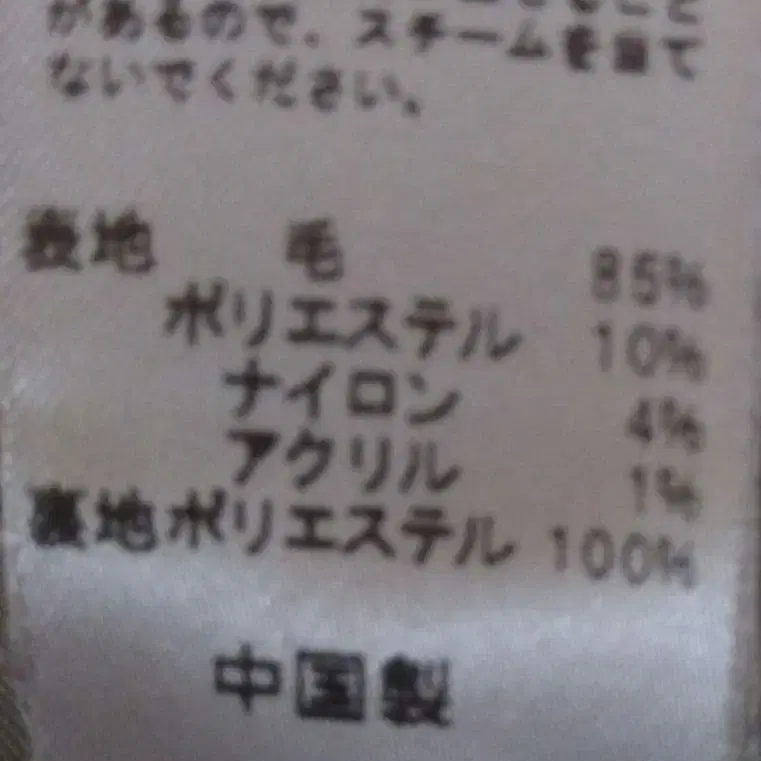 があるので、スチームを当て
ないでください。
表地 毛 85%
ポリエステル 10%
ナイロン 4%
アクリル 1%
裏地ポリエステル 100%
中国製